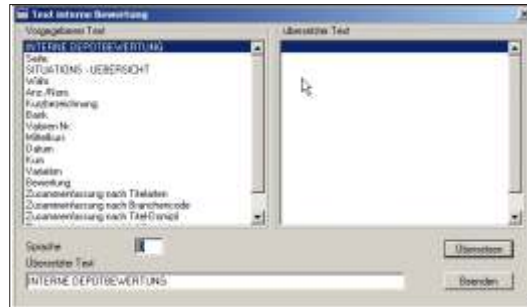 Text interne Bewertung
Vorgegebener Text
Übersetzter Text
INTERNE DEPOTBEWERTUNG
Seite
SITUATIONS - UEBERSICHT
Währ.
Anz./Nom.
Kurzbezeichnung
Bank
Valoren Nr.
Mittelkurs
Datum
Kurs
Variation
Bewertung
Zusammenfassung nach Titelarten
Zusammenfassung nach Branchencode
Zusammenfassung nach Titel-Domizil
Sprache
Übersetzen
Übersetzter Text
INTERNE DEPOTBEWERTUNG
Beenden